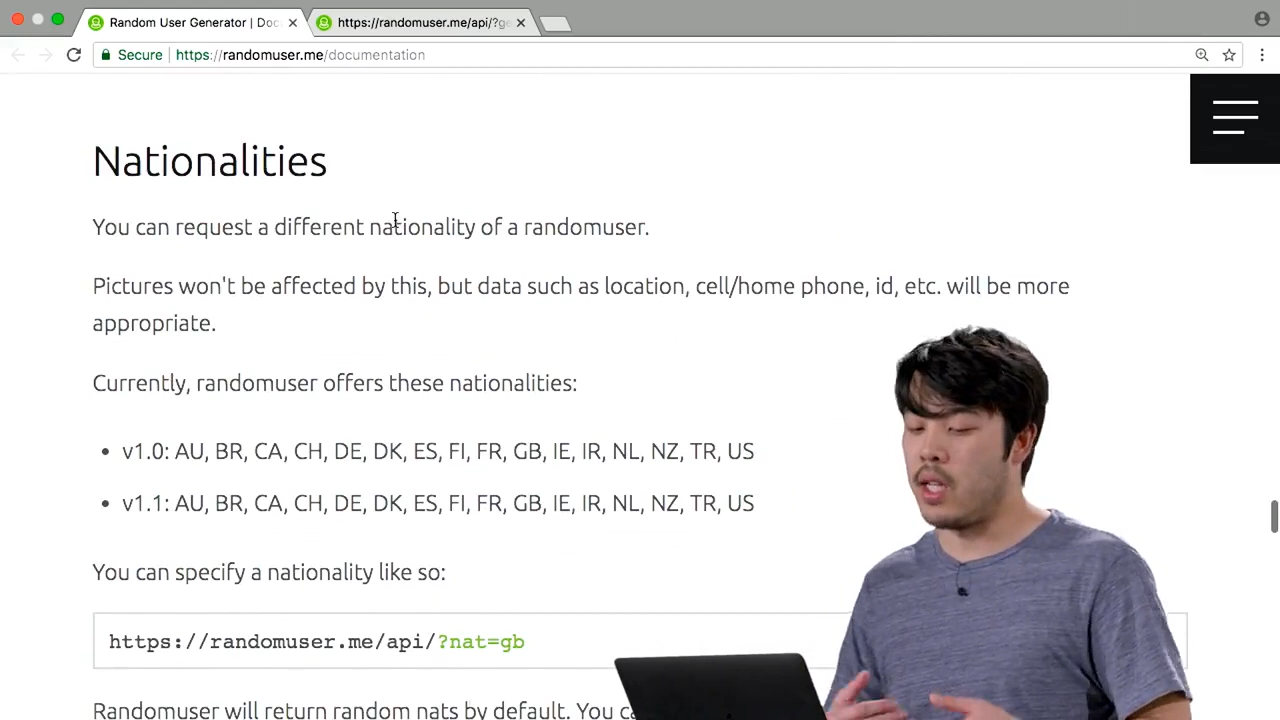 Random User Generator | Doc
https://randomuser.me/api/?ge
Secure
https://randomuser.me/documentation
Nationalities
You can request a different nationality of a randomuser.
Pictures won't be affected by this, but data such as location, cell/home phone, id, etc. will be more
appropriate.
Currently, randomuser offers these nationalities:
• v1.0: AU, BR, CA, CH, DE, DK, ES, FI, FR, GB, IE, IR, NL, NZ, TR, US
• v1.1: AU, BR, CA, CH, DE, DK, ES, FI, FR, GB, IE, IR, NL, NZ, TR, US
You can specify a nationality like so:
https://randomuser.me/api/?nat=gb
Randomuser will return random nats by default. You